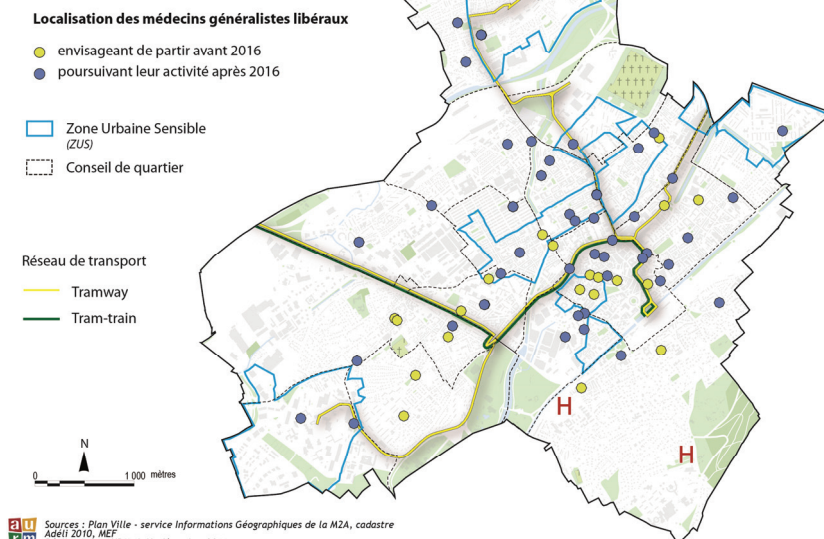 Localisation des médecins généralistes libéraux
envisageant de partir avant 2016
poursuivant leur activité après 2016
Zone Urbaine Sensible
(ZUS)
Conseil de quartier
Réseau de transport
Tramway
Tram-train
N
0 1 000 mètres
H
H
au
Sources : Plan Ville - service Informations Géographiques de la M2A, cadastre
Adéli 2010, MEF